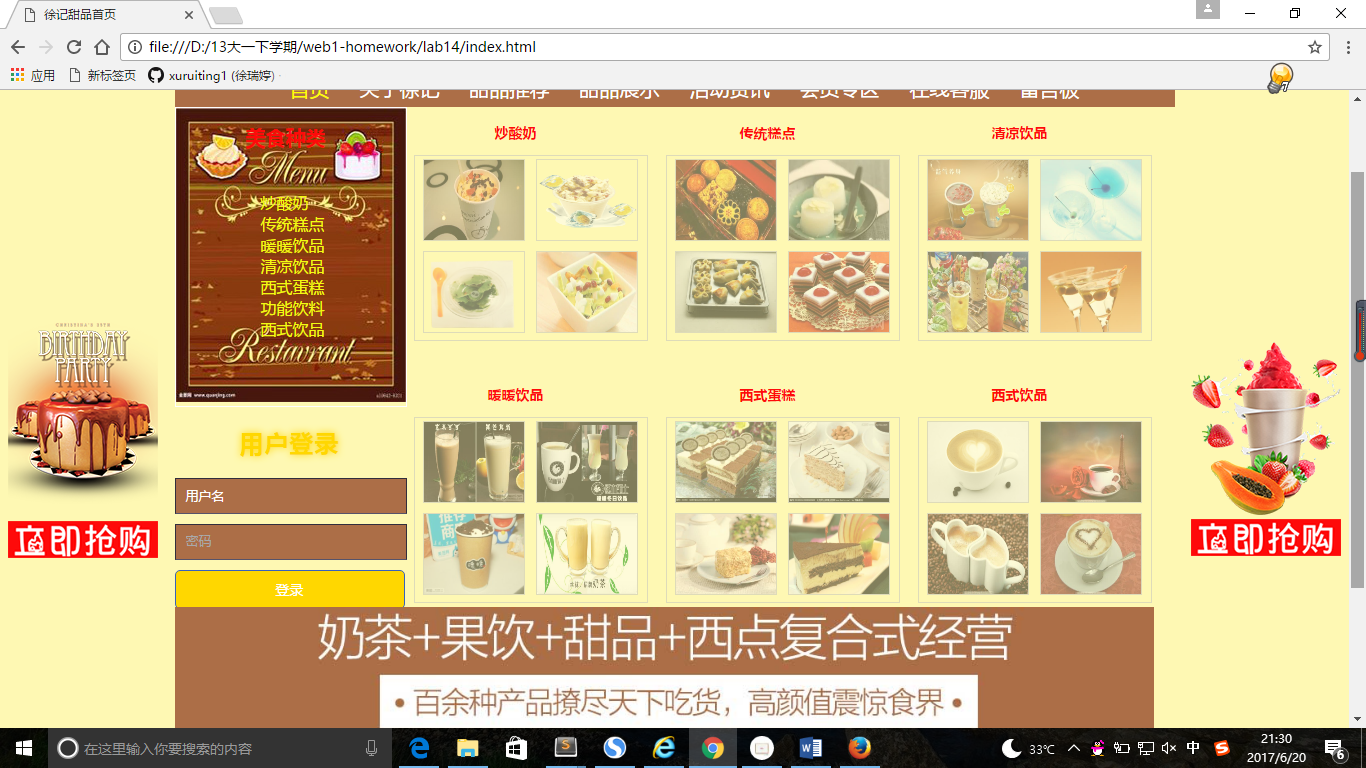 徐记甜品首页
file:///D:/13大一下学期/web1-homework/lab14/index.html
应用
新标签页
xuruiting1 (徐瑞婷) ·
首页 关于徐记 甜品推荐 甜品展示 活动资讯 会员专区 在线客服 留言板
美食种类
Menu
炒酸奶
传统糕点
暖暖饮品
清凉饮品
西式蛋糕
功能饮料
西式饮品
Restavrant
www.quanjing.com
炒酸奶
传统糕点
清凉饮品
暖暖饮品
西式蛋糕
西式饮品
用户登录
用户名
密码
登录
BIRTHDAY
PARTY
立即抢购
立即抢购
奶茶+果饮+甜品+西点复合式经营
• 百余种产品撩尽天下吃货，高颜值震惊食界 •
在这里输入你要搜索的内容
33℃
中
21:30
2017/6/20
6